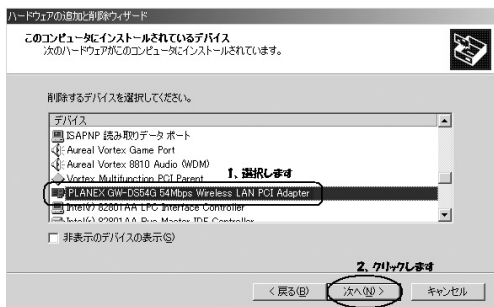 ハードウェアの追加と削除ウィザード
このコンピュータにインストールされているデバイス
次のハードウェアがこのコンピュータにインストールされています。
削除するデバイスを選択してください。
デバイス
ISAPNP 読み取りデータ ポート
Aureal Vortex Game Port
Aureal Vortex 8810 Audio (WDM)
Vortex Multifunction PCI Parent
1、選択します
PLANEX GW-DS54G 54Mbps Wireless LAN PCI Adapter
Intel(r) 82801AA LPC Interface Controller
Intel(r) 82801AA Bus Master IDE Controller
非表示のデバイスの表示(S)
2、クリックします
< 戻る(B)
次へ(N) >
キャンセル